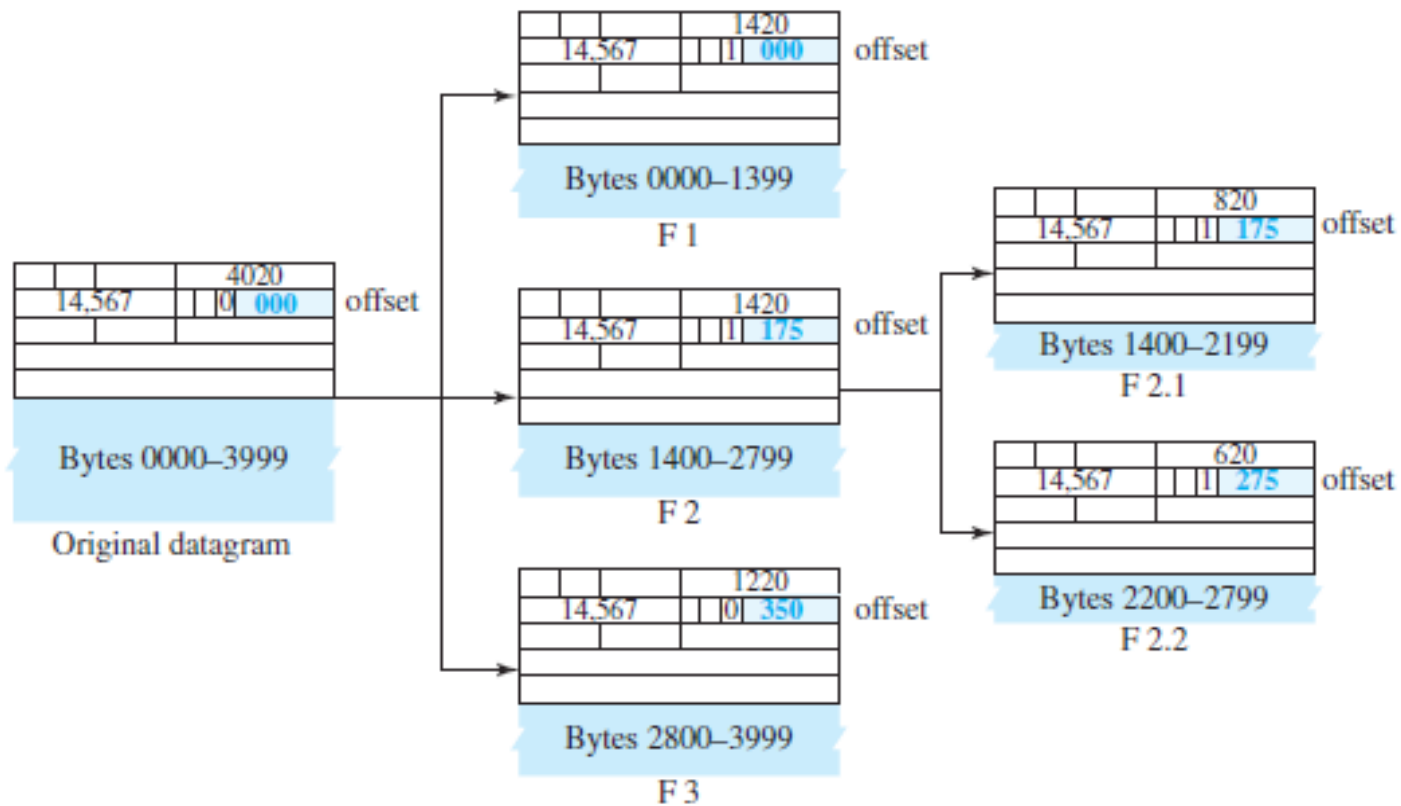 4020
14,567 0 000 offset
Bytes 0000–3999
Original datagram
1420
14,567 1 000 offset
Bytes 0000–1399
F 1
1420
14,567 1 175 offset
Bytes 1400–2799
F 2
1220
14,567 0 350 offset
Bytes 2800–3999
F 3
820
14,567 1 175 offset
Bytes 1400–2199
F 2.1
620
14,567 1 275 offset
Bytes 2200–2799
F 2.2